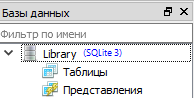 Базы данных
Фильтр по имени
Library (SQLite 3)
Таблицы
Представления